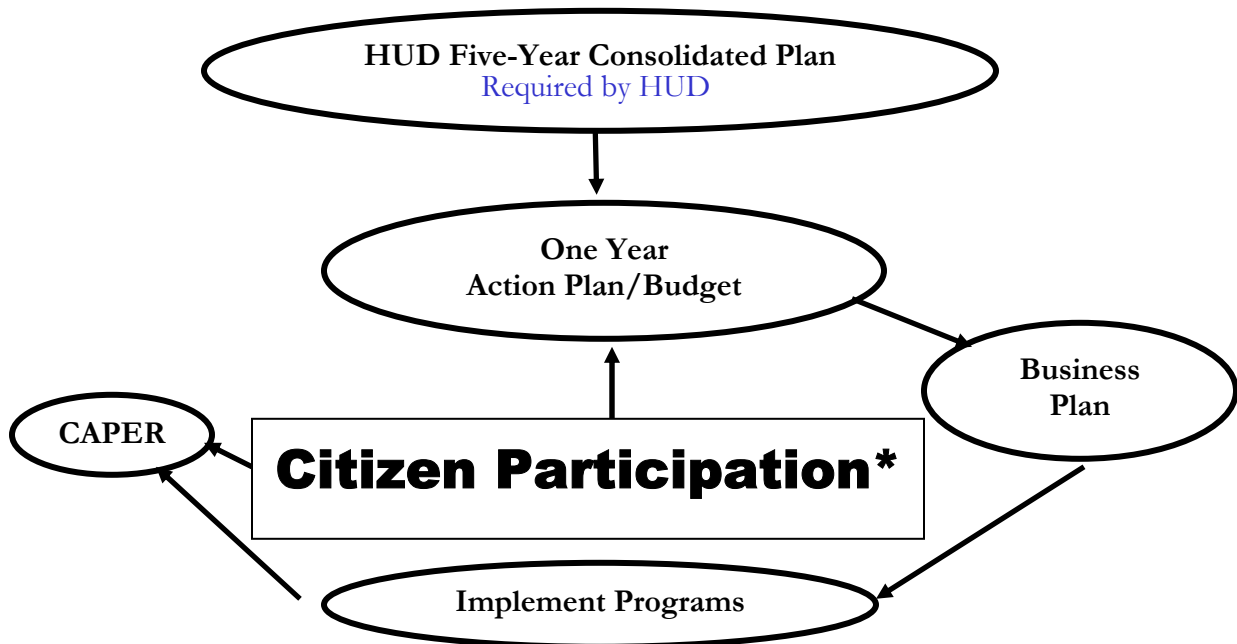 HUD Five-Year Consolidated Plan
Required by HUD
One Year
Action Plan/Budget
Business
Plan
CAPER
Citizen Participation*
Implement Programs